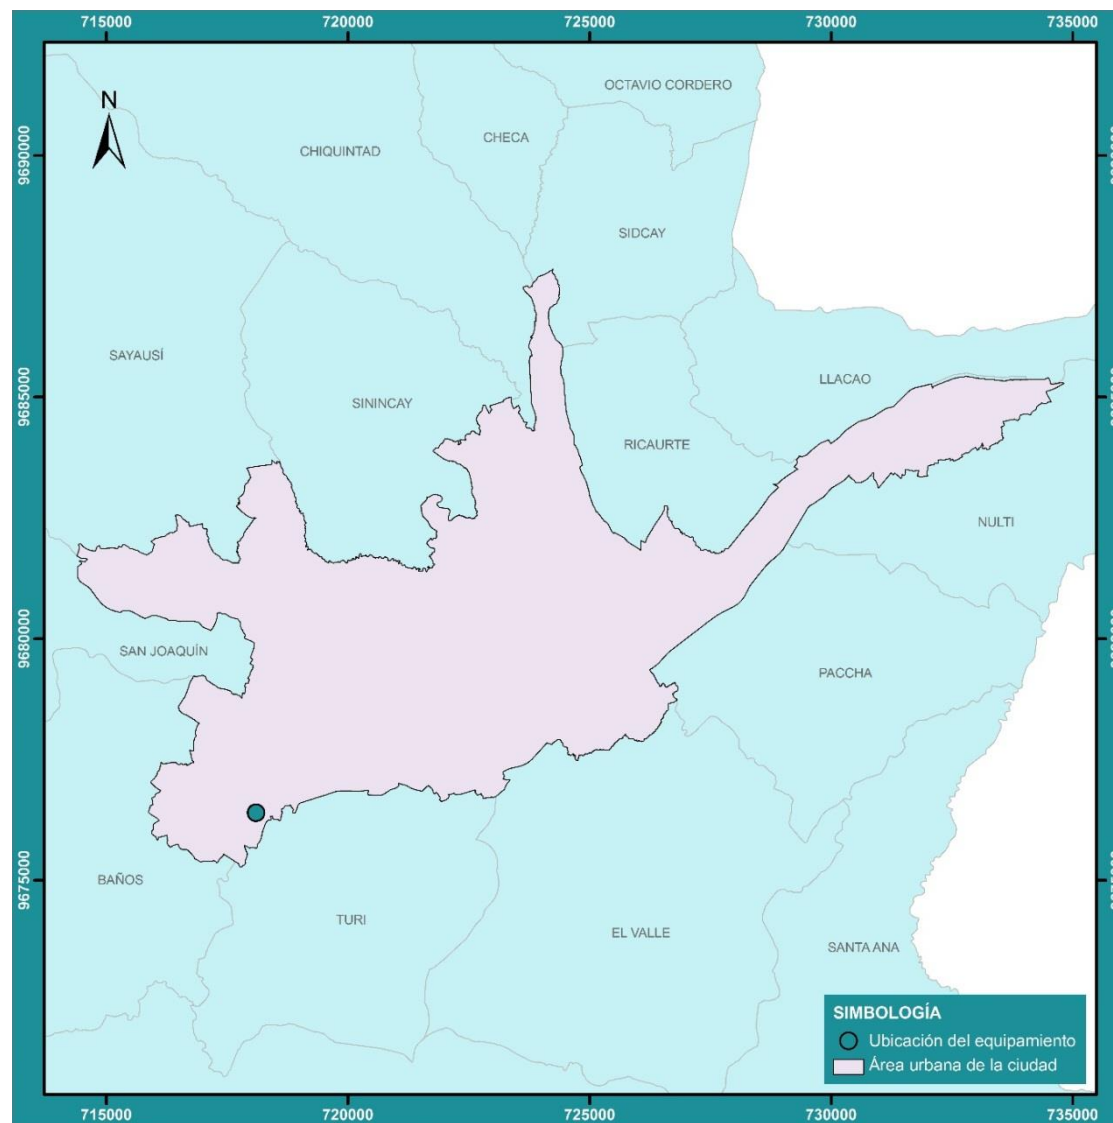 715000 720000 725000 730000 735000
N
OCTAVIO CORDERO
CHECA
CHIQUINTAD
9690000
SIDCAY
SAYAUSÍ
LLACAO
9685000
SININCAY
RICAURTE
NULTI
9680000
SAN JOAQUÍN
PACCHA
BAÑOS
9675000
TURI
EL VALLE
SANTA ANA
SIMBOLOGÍA
Ubicación del equipamiento
Área urbana de la ciudad
715000 720000 725000 730000 735000